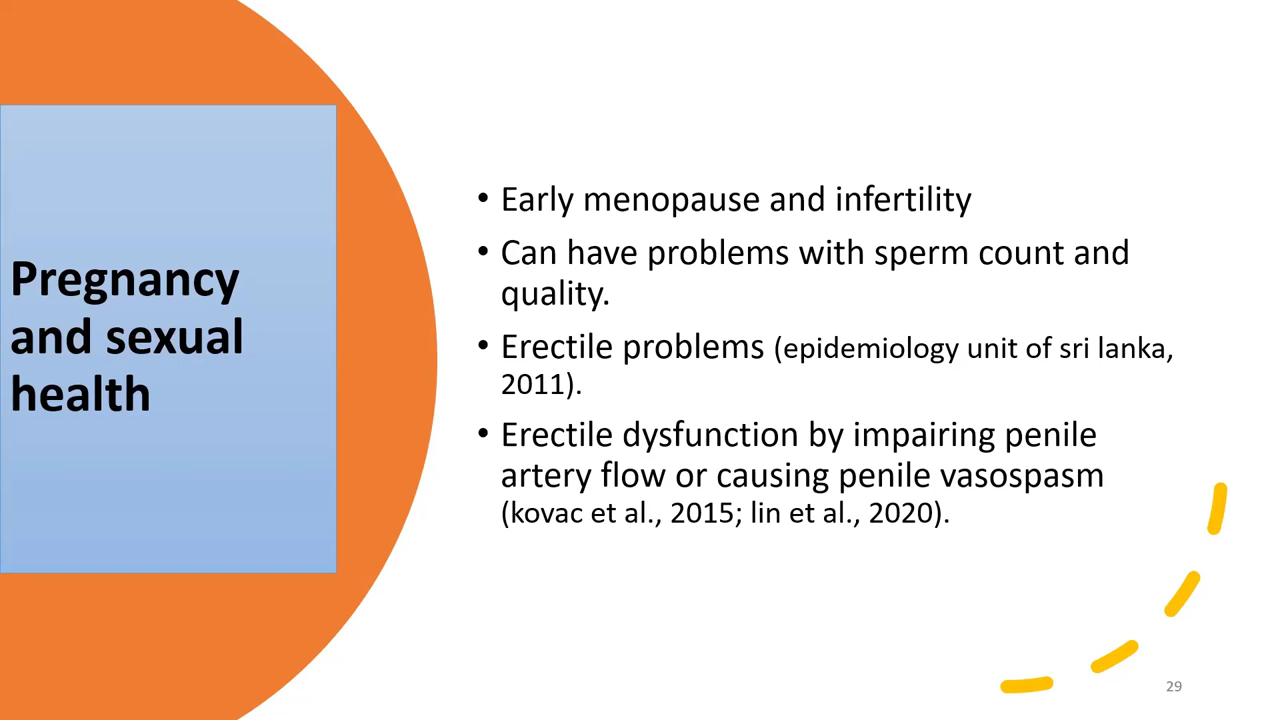 Pregnancy
and sexual
health
• Early menopause and infertility
• Can have problems with sperm count and
quality.
• Erectile problems (epidemiology unit of sri lanka,
2011).
• Erectile dysfunction by impairing penile
artery flow or causing penile vasospasm
(kovac et al., 2015; lin et al., 2020).
29